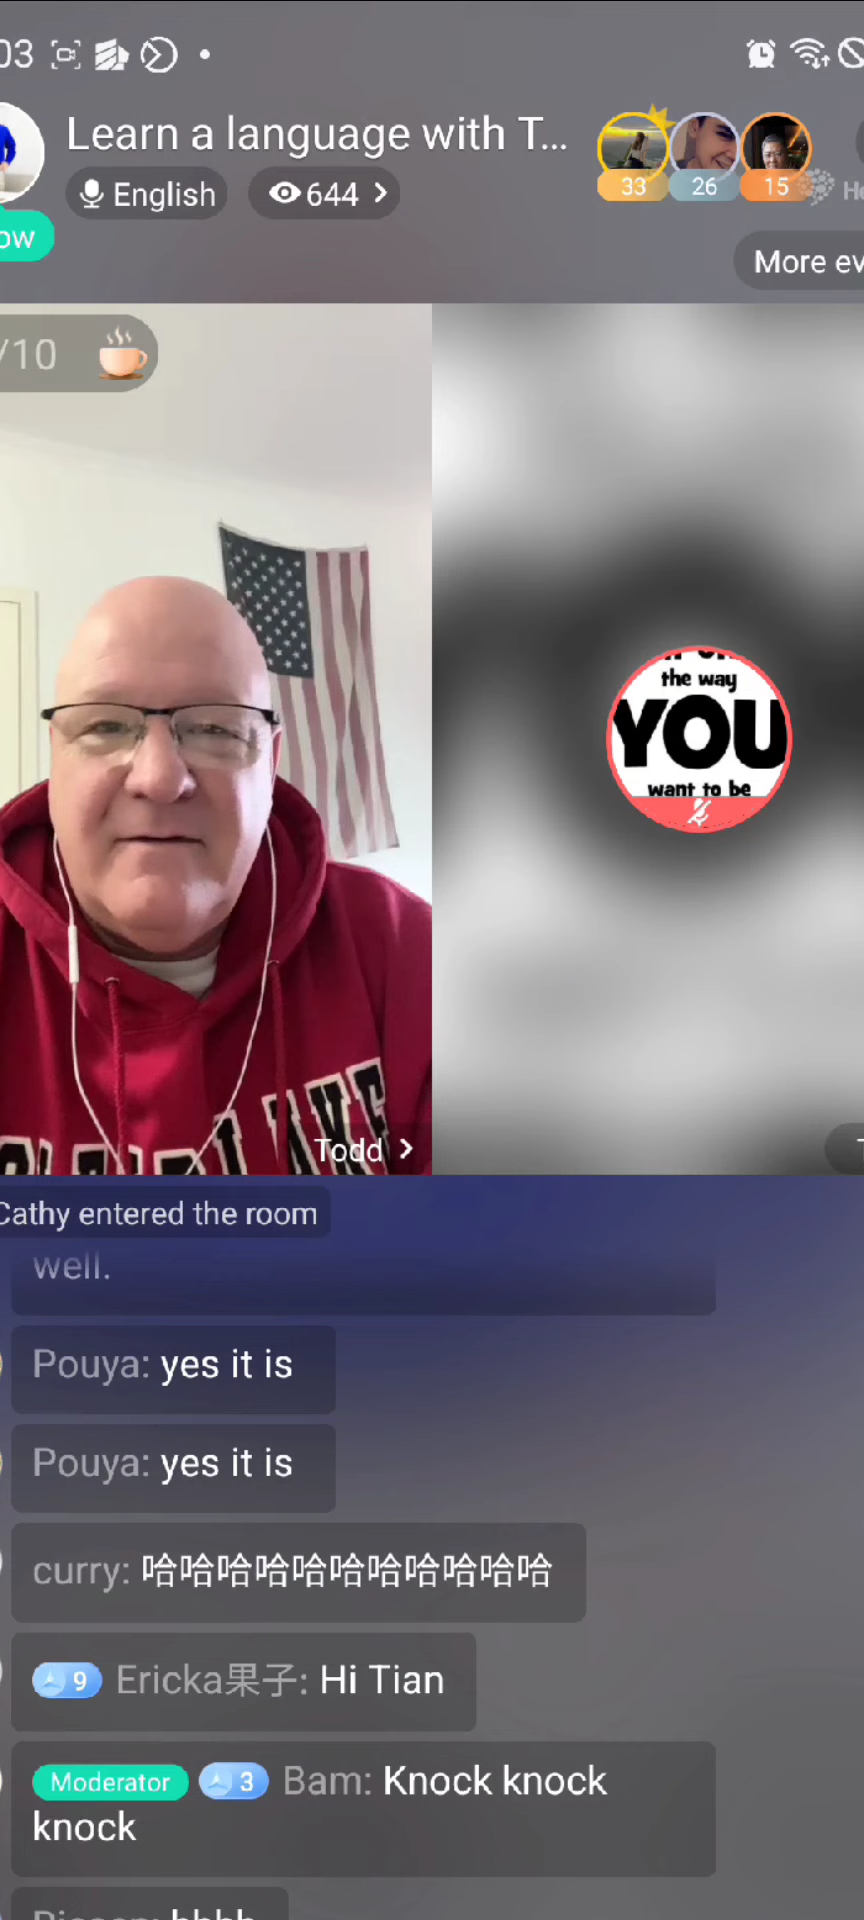 03
Learn a language with T...
English
644
33
26
15
ow
More ev
/10
the way
YOU
want to be
Todd
Cathy entered the room
well.
Pouya: yes it is
Pouya: yes it is
curry: 哈哈哈哈哈哈哈哈哈哈哈
9 Ericka果子: Hi Tian
Moderator 3 Bam: Knock knock
knock